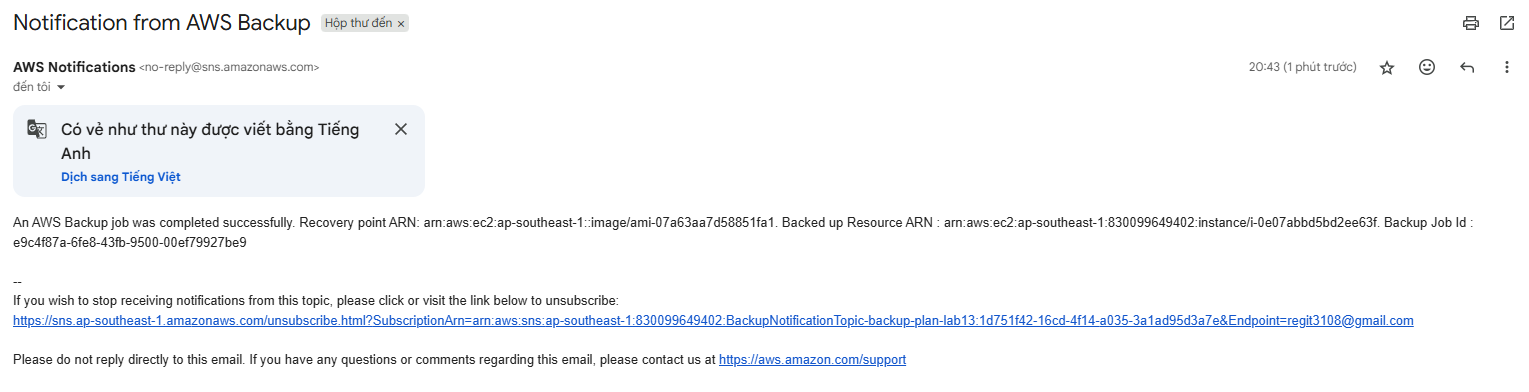 Notification from AWS Backup Hộp thư đến ×
AWS Notifications <no-reply@sns.amazonaws.com>
20:43 (1 phút trước)
đến tôi
Có vẻ như thư này được viết bằng Tiếng
Anh
Dịch sang Tiếng Việt
An AWS Backup job was completed successfully. Recovery point ARN: arn:aws:ec2:ap-southeast-1::image/ami-07a63aa7d58851fa1. Backed up Resource ARN : arn:aws:ec2:ap-southeast-1:830099649402:instance/i-0e07abbd5bd2ee63f. Backup Job Id :
e9c4f87a-6fe8-43fb-9500-00ef79927be9
--
If you wish to stop receiving notifications from this topic, please click or visit the link below to unsubscribe:
https://sns.ap-southeast-1.amazonaws.com/unsubscribe.html?SubscriptionArn=arn:aws:sns:ap-southeast-1:830099649402:BackupNotificationTopic-backup-plan-lab13:1d751f42-16cd-4f14-a035-3a1ad95d3a7e&Endpoint=regit3108@gmail.com
Please do not reply directly to this email. If you have any questions or comments regarding this email, please contact us at https://aws.amazon.com/support